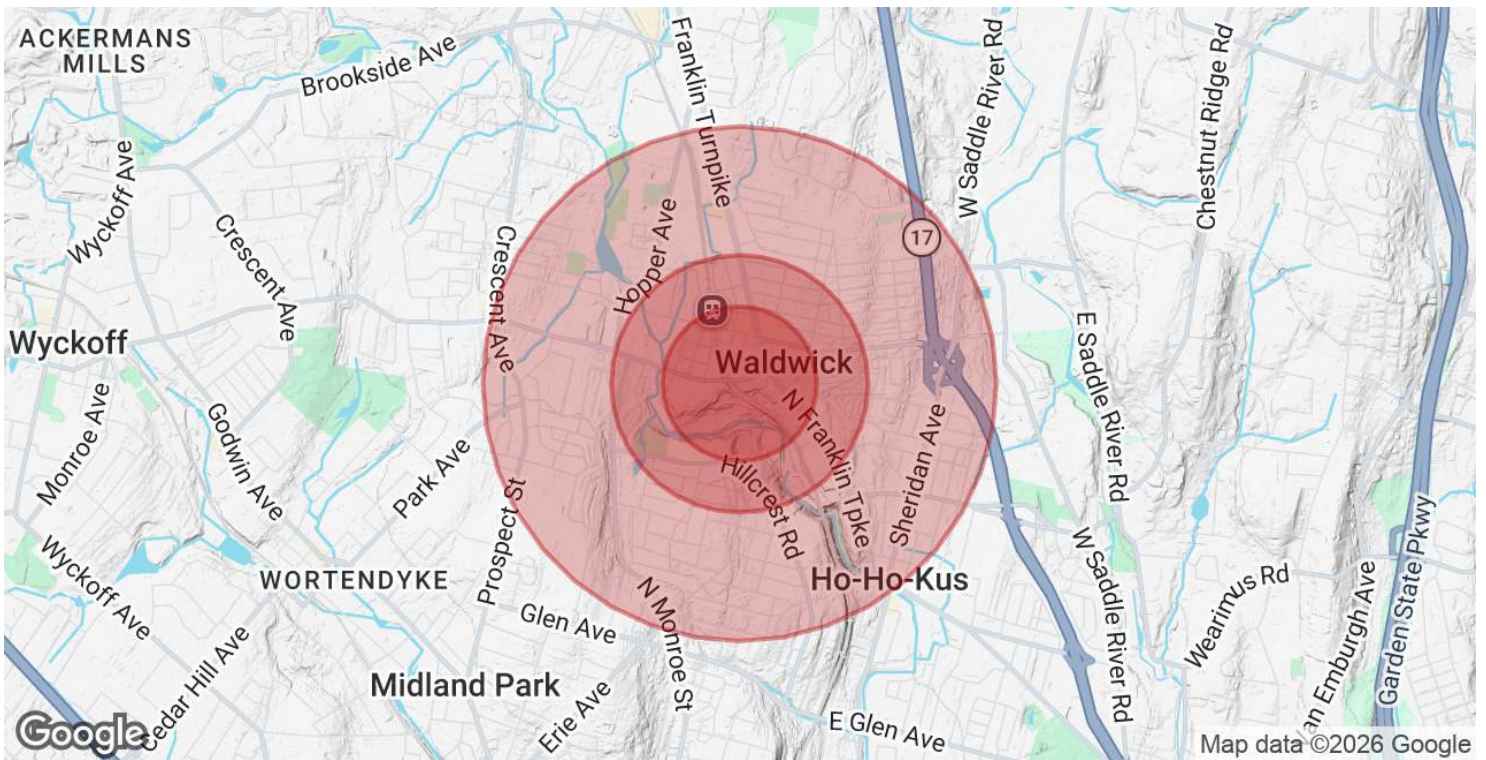 ACKERMANS
MILLS
Brookside Ave
Franklin Turnpike
W Saddle River Rd
Chestnut Ridge Rd
Wyckoff Ave
Crescent Ave
Crescent Ave
Hopper Ave
17
Wyckoff
Waldwick
E Saddle River Rd
Monroe Ave
Godwin Ave
Park Ave
N Franklin Tpke
Sheridan Ave
Hillcrest Rd
Prospect St
Wyckoff Ave
WORTENDYKE
Ho-Ho-Kus
W Saddle River Rd
Wearimus Rd
Garden State Pkwy
Glen Ave
N Monroe St
Midland Park
Cedar Hill Ave
Erie Ave
E Glen Ave
Emburgh Ave
Google
Map data ©2026 Google